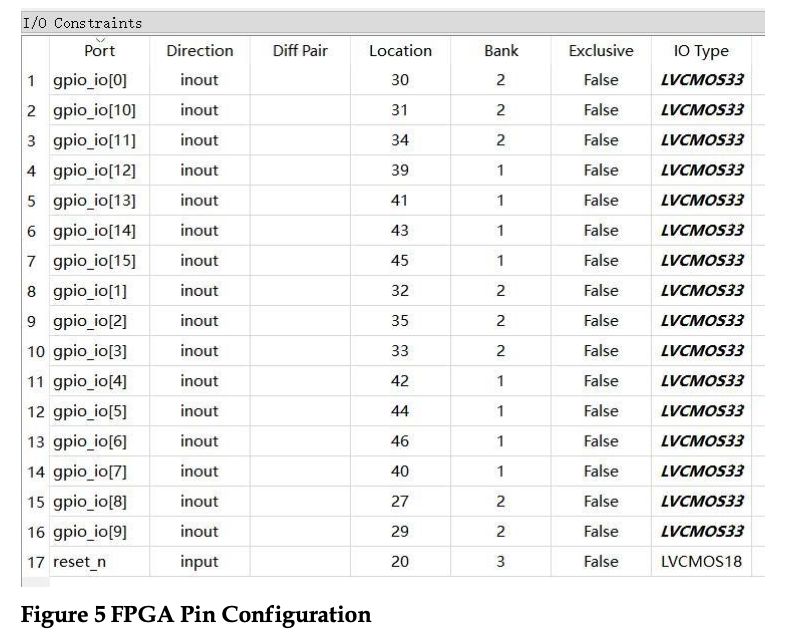 I/O Constraints
Port Direction Diff Pair Location Bank Exclusive IO Type
1 gpio_io[0] inout 30 2 False LVCMOS33
2 gpio_io[10] inout 31 2 False LVCMOS33
3 gpio_io[11] inout 34 2 False LVCMOS33
4 gpio_io[12] inout 39 1 False LVCMOS33
5 gpio_io[13] inout 41 1 False LVCMOS33
6 gpio_io[14] inout 43 1 False LVCMOS33
7 gpio_io[15] inout 45 1 False LVCMOS33
8 gpio_io[1] inout 32 2 False LVCMOS33
9 gpio_io[2] inout 35 2 False LVCMOS33
10 gpio_io[3] inout 33 2 False LVCMOS33
11 gpio_io[4] inout 42 1 False LVCMOS33
12 gpio_io[5] inout 44 1 False LVCMOS33
13 gpio_io[6] inout 46 1 False LVCMOS33
14 gpio_io[7] inout 40 1 False LVCMOS33
15 gpio_io[8] inout 27 2 False LVCMOS33
16 gpio_io[9] inout 29 2 False LVCMOS33
17 reset_n input 20 3 False LVCMOS18
Figure 5 FPGA Pin Configuration